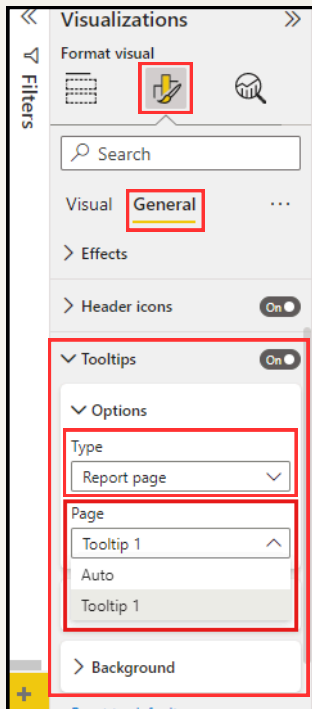 Visualizations
Format visual
Filters
Search
Visual General ...
Effects
Header icons On
Tooltips On
Options
Type
Report page
Page
Tooltip 1
Auto
Tooltip 1
Background